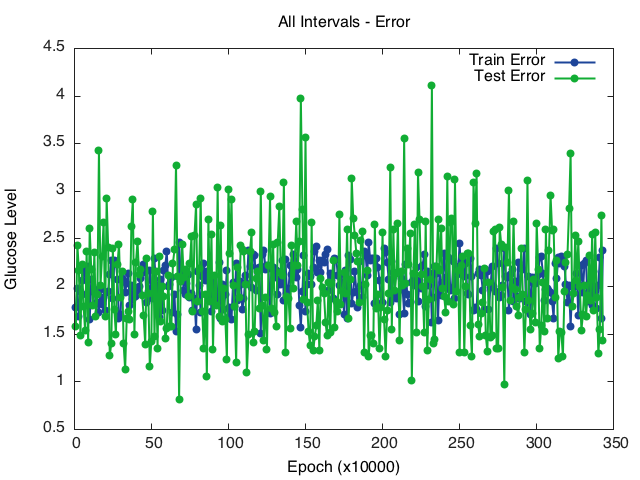 All Intervals - Error
Train Error
Test Error
4.5
4
3.5
3
2.5
2
1.5
1
0.5
Glucose Level
0 50 100 150 200 250 300 350
Epoch (x10000)